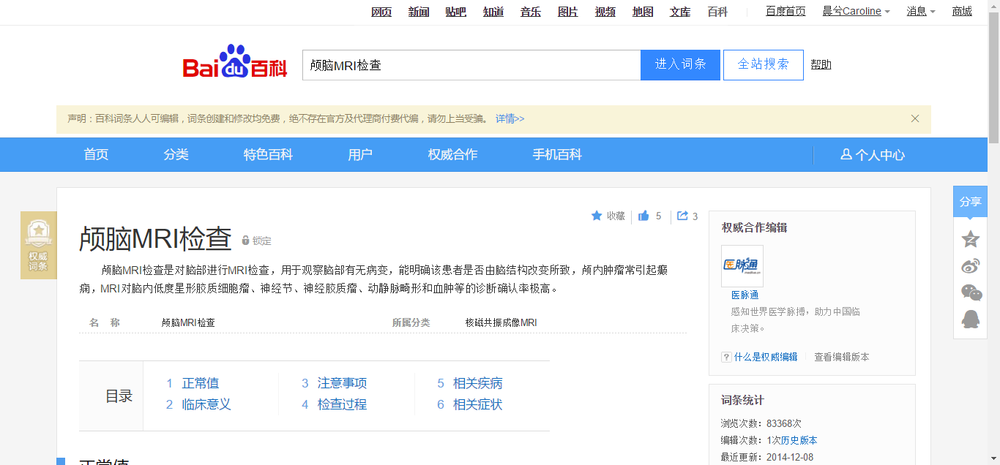 网页 新闻 贴吧 知道 音乐 图片 视频 地图 文库 百科 百度首页 晨兮Caroline 消息 商城
Bai du 百科 颅脑MRI检查 进入词条 全站搜索 帮助
声明：百科词条人人可编辑，词条创建和修改均免费，绝不存在官方及代理商付费代编，请勿上当受骗。 详情>>
首页 分类 特色百科 用户 权威合作 手机百科 个人中心
分享
权威
词条
收藏 5 3
颅脑MRI检查 锁定
颅脑MRI检查是对脑部进行MRI检查，用于观察脑部有无病变，能明确该患者是否由脑结构改变所致，颅内肿瘤常引起癫
痫，MRI对脑内低度星形胶质细胞瘤、神经节、神经胶质瘤、动静脉畸形和血肿等的诊断确认率极高。
名 称 颅脑MRI检查 所属分类 核磁共振成像MRI
目录
1 正常值 3 注意事项 5 相关疾病
2 临床意义 4 检查过程 6 相关症状
正常值
权威合作编辑
医脉通
医脉通
感知世界医学脉搏，助力中国临
床决策。
? 什么是权威编辑 查看编辑版本
词条统计
浏览次数：83368次
编辑次数：1次历史版本
最近更新：2014-12-08